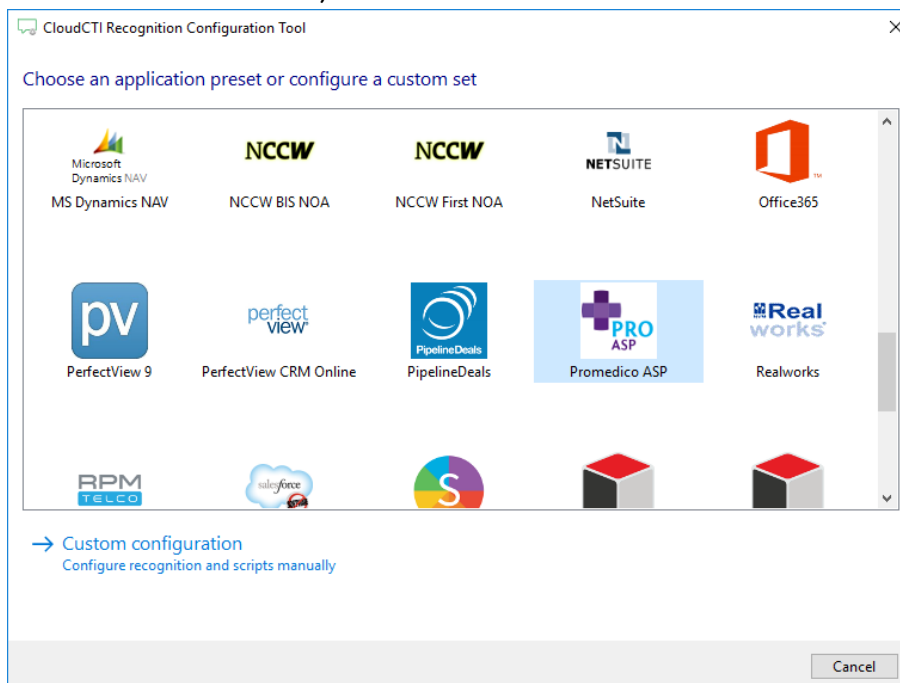 CloudCTI Recognition Configuration Tool
Choose an application preset or configure a custom set
Microsoft
Dynamics NAV
MS Dynamics NAV
NCCW
NCCW BIS NOA
NCCW
NCCW First NOA
N
NETSUITE
NetSuite
TM
Office365
pv
PerfectView 9
perfect
view
PerfectView CRM Online
PipelineDeals
PipelineDeals
PRO
ASP
Promedico ASP
Real
works
Realworks
RPM
TELCO
salesforce
S
→ Custom configuration
Configure recognition and scripts manually
Cancel